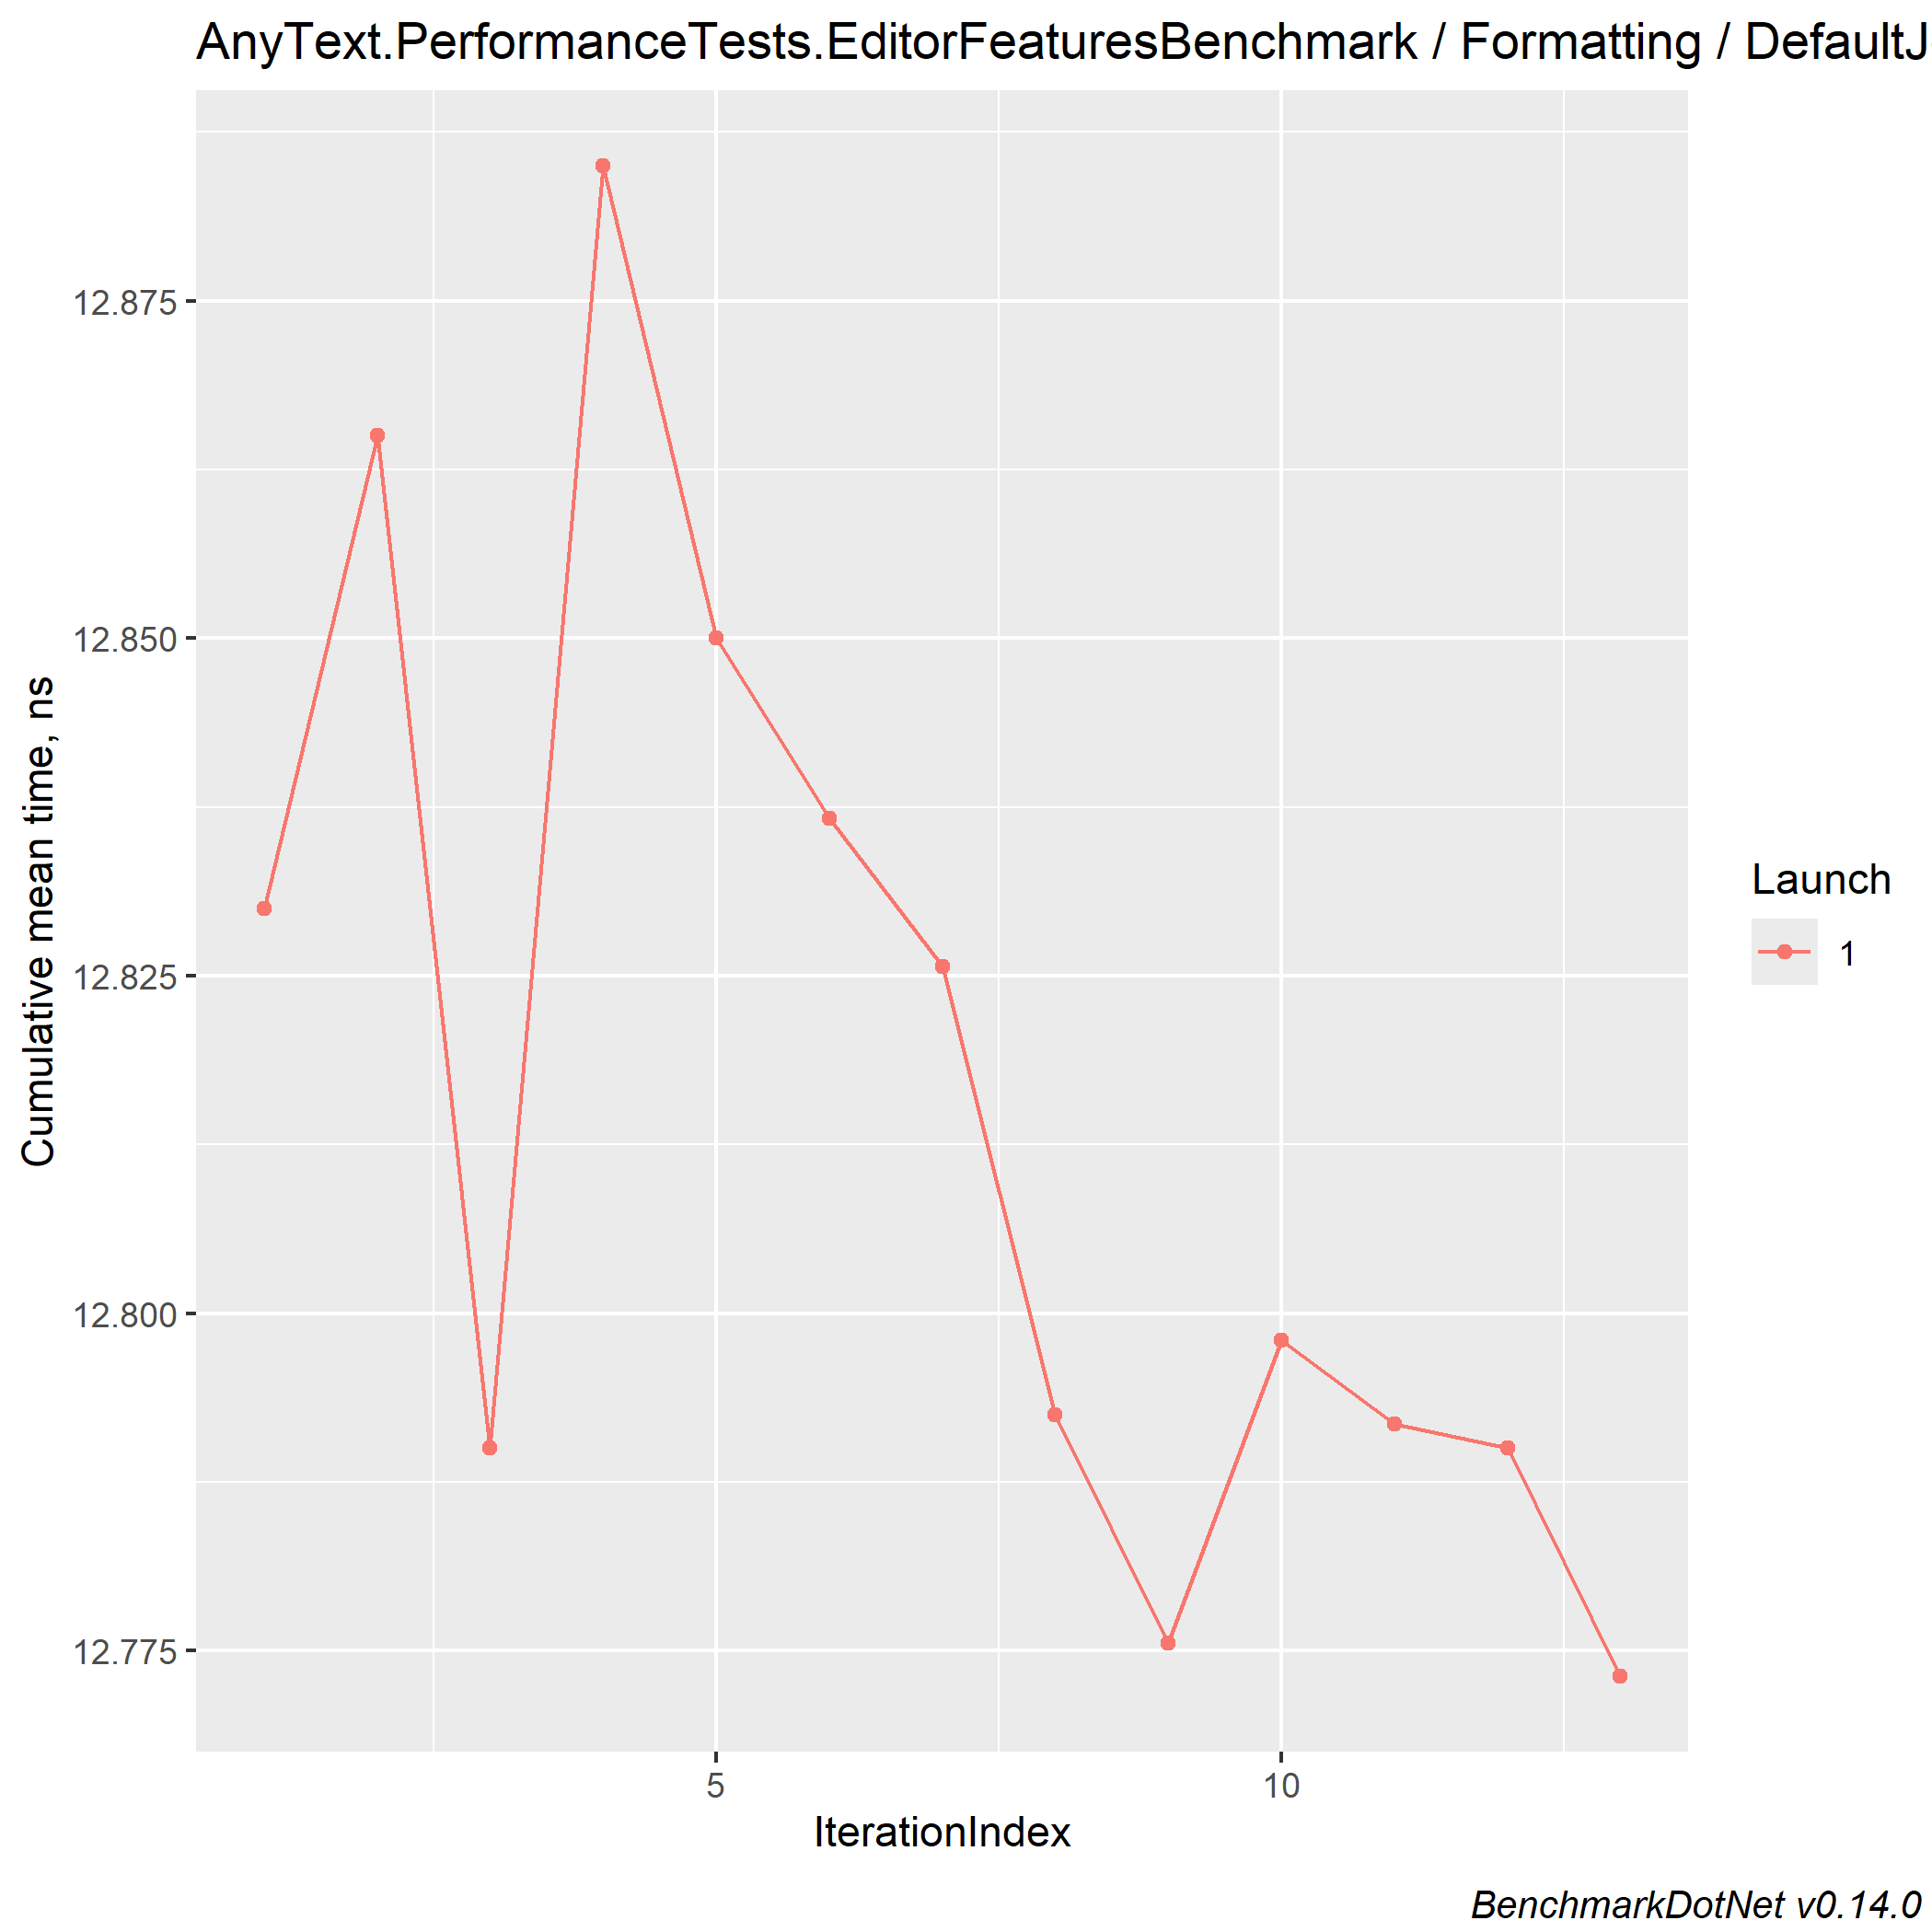 AnyText.PerformanceTests.EditorFeaturesBenchmark / Formatting / DefaultJ
12.875
12.850
12.825
12.800
12.775
Cumulative mean time, ns
5
10
IterationIndex
Launch
1
BenchmarkDotNet v0.14.0